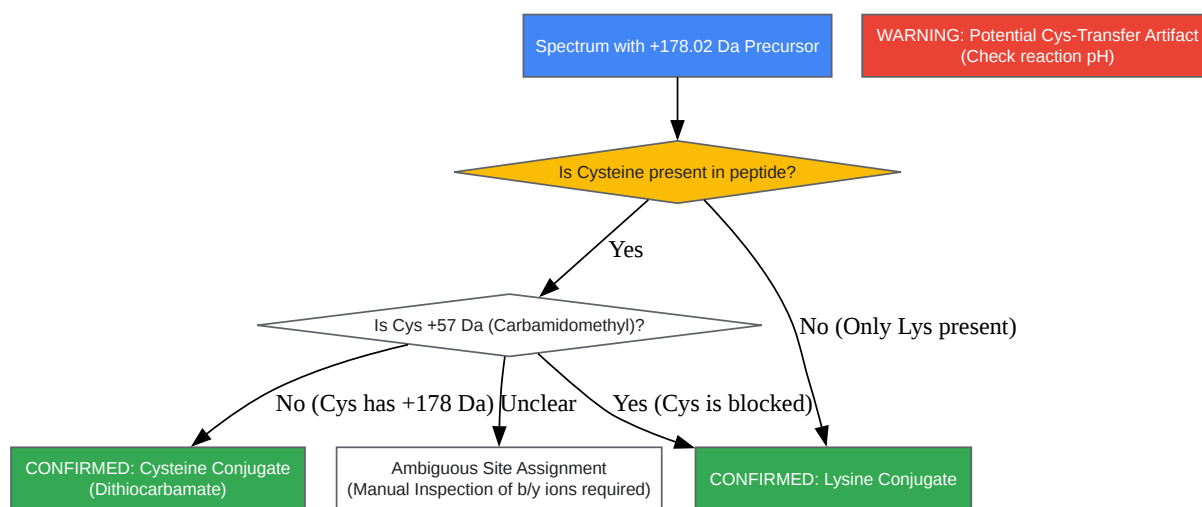 Spectrum with +178.02 Da Precursor
WARNING: Potential Cys-Transfer Artifact
(Check reaction pH)
Is Cysteine present in peptide?
Yes
Is Cys +57 Da (Carbamidomethyl)?
No (Only Lys present)
No (Cys has +178 Da)
Unclear
Yes (Cys is blocked)
CONFIRMED: Cysteine Conjugate
(Dithiocarbamate)
Ambiguous Site Assignment
(Manual Inspection of b/y ions required)
CONFIRMED: Lysine Conjugate